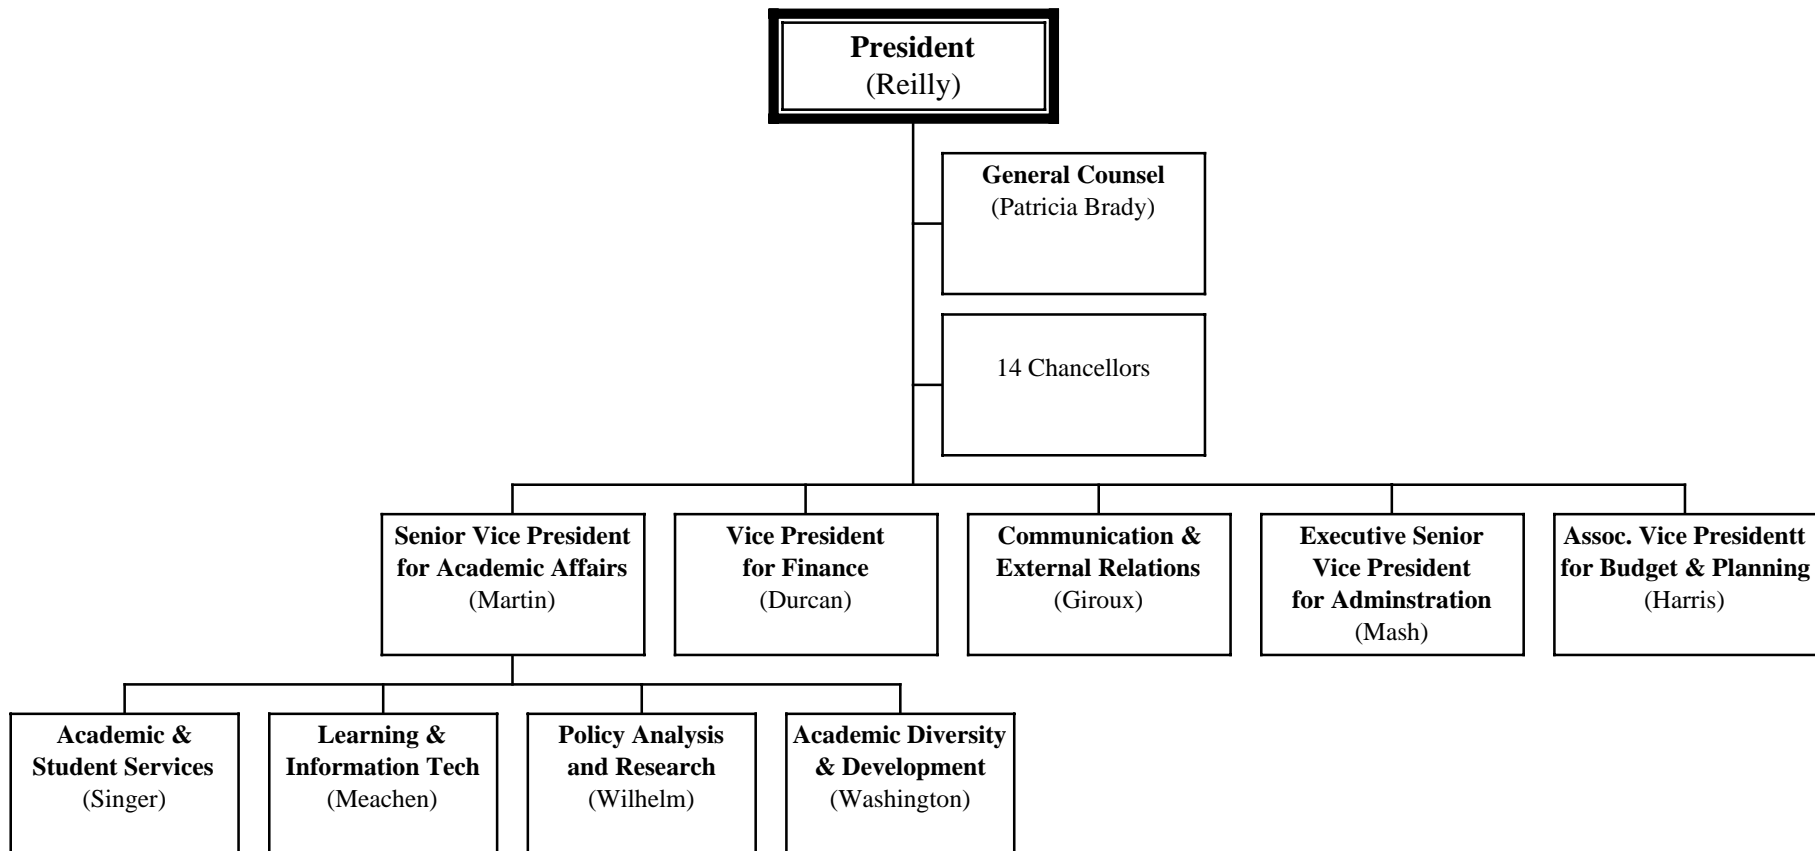 President
(Reilly)
General Counsel
(Patricia Brady)
14 Chancellors
Senior Vice President
for Academic Affairs
(Martin)
Vice President
for Finance
(Durcan)
Communication &
External Relations
(Giroux)
Executive Senior
Vice President
for Adminstration
(Mash)
Assoc. Vice Presidentt
for Budget & Planning
(Harris)
Academic &
Student Services
(Singer)
Learning &
Information Tech
(Meachen)
Policy Analysis
and Research
(Wilhelm)
Academic Diversity
& Development
(Washington)